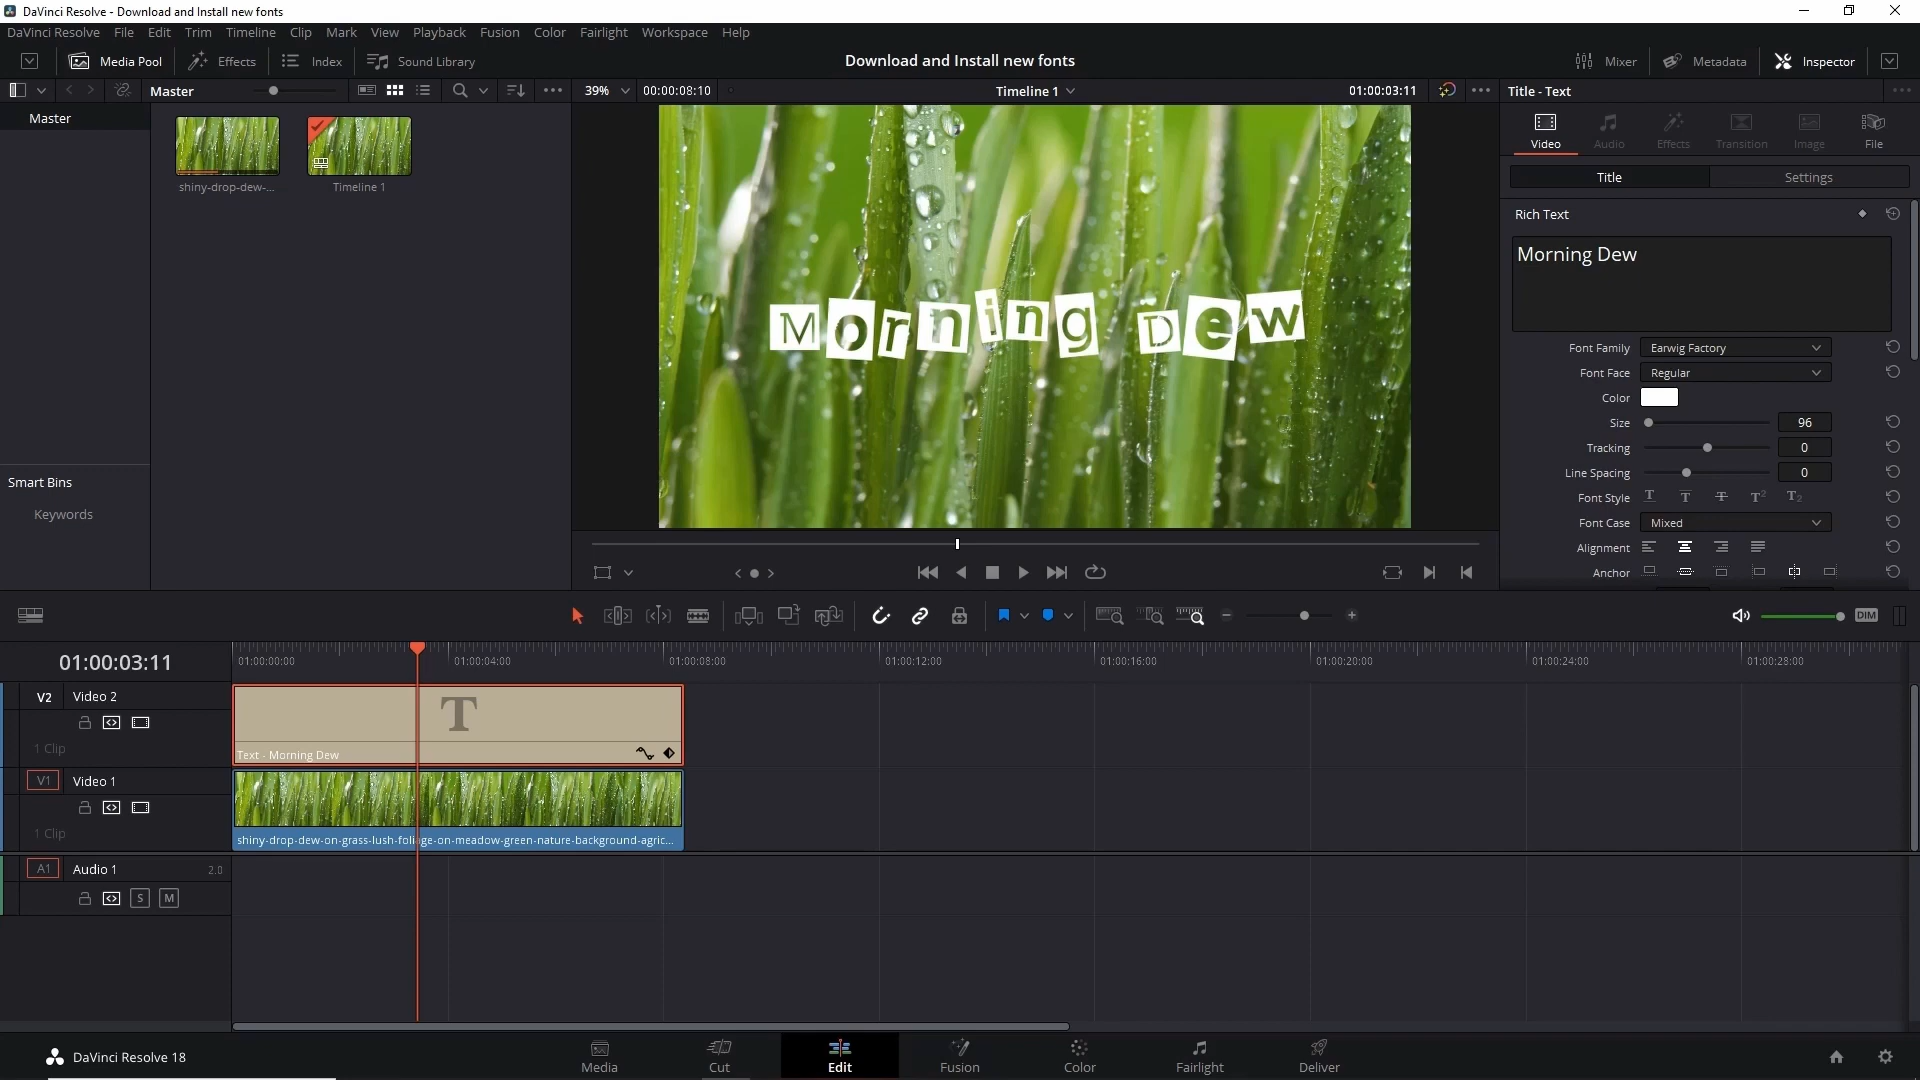 DaVinci Resolve - Download and Install new fonts
DaVinci Resolve File Edit Trim Timeline Clip Mark View Playback Fusion Color Fairlight Workspace Help
Media Pool Effects Index Sound Library Download and Install new fonts Mixer Metadata Inspector
Master 39% 00:00:08:10 Timeline 1 01:00:03:11 Title - Text
Master
shiny-drop-dew-... Timeline 1
Morning Dew
Video Audio Effects Transition Image File
Title Settings
Rich Text
Morning Dew
Font Family Earwig Factory
Font Face Regular
Color
Size 96
Tracking 0
Line Spacing 0
Font Style T T T T2 T2
Font Case Mixed
Alignment
Anchor
Smart Bins
Keywords
DIM
01:00:03:11 01:00:00:00 01:00:04:00 01:00:08:00 01:00:12:00 01:00:16:00 01:00:20:00 01:00:24:00 01:00:28:00
V2 Video 2
1 Clip
T
Text - Morning Dew
V1 Video 1
1 Clip
shiny-drop-dew-on-grass-lush-foliage-on-meadow-green-nature-background-agric...
A1 Audio 1 2.0
S M
DaVinci Resolve 18 Media Cut Edit Fusion Color Fairlight Deliver